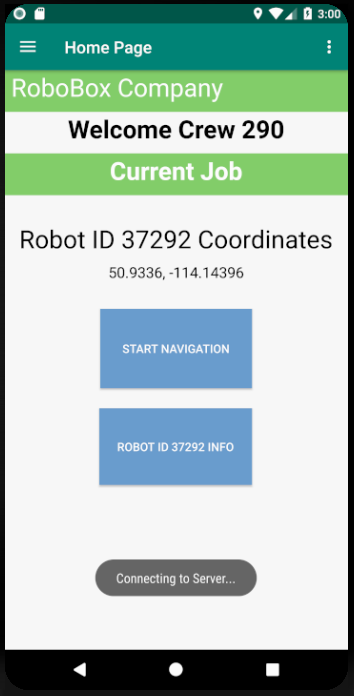 3:00
Home Page
RoboBox Company
Welcome Crew 290
Current Job
Robot ID 37292 Coordinates
50.9336, -114.14396
START NAVIGATION
ROBOT ID 37292 INFO
Connecting to Server...